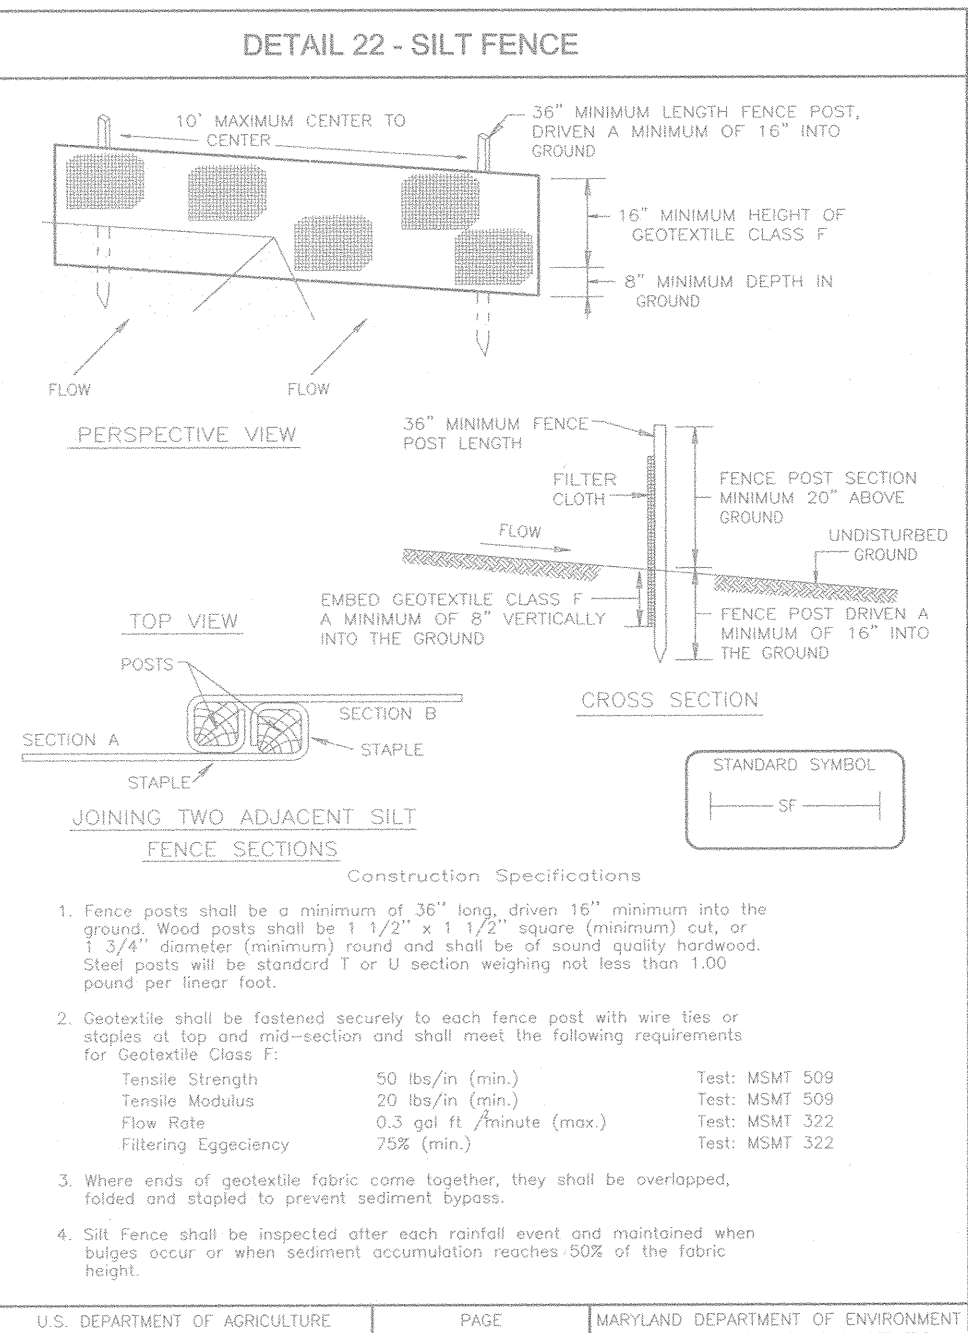 DETAIL 22 - SILT FENCE
10' MAXIMUM CENTER TO
CENTER
36" MINIMUM LENGTH FENCE POST,
DRIVEN A MINIMUM OF 16" INTO
GROUND
16" MINIMUM HEIGHT OF
GEOTEXTILE CLASS F
8" MINIMUM DEPTH IN
GROUND
FLOW
FLOW
PERSPECTIVE VIEW
36" MINIMUM FENCE
POST LENGTH
FILTER
CLOTH
FENCE POST SECTION
MINIMUM 20" ABOVE
GROUND
FLOW
UNDISTURBED
GROUND
EMBED GEOTEXTILE CLASS F
A MINIMUM OF 8" VERTICALLY
INTO THE GROUND
FENCE POST DRIVEN A
MINIMUM OF 16" INTO
THE GROUND
CROSS SECTION
TOP VIEW
POSTS
SECTION B
SECTION A
STAPLE
STAPLE
JOINING TWO ADJACENT SILT
FENCE SECTIONS
STANDARD SYMBOL
SF
Construction Specifications
1. Fence posts shall be a minimum of 36" long, driven 16" minimum into the
ground. Wood posts shall be 1 1/2" x 1 1/2" square (minimum) cut, or
1 3/4" diameter (minimum) round and shall be of sound quality hardwood.
Steel posts will be standard T or U section weighing not less than 1.00
pound per linear foot.
2. Geotextile shall be fastened securely to each fence post with wire ties or
staples at top and mid-section and shall meet the following requirements
for Geotextile Class F:
Tensile Strength 50 lbs/in (min.) Test: MSMT 509
Tensile Modulus 20 lbs/in (min.) Test: MSMT 509
Flow Rate 0.3 gal ft²/minute (max.) Test: MSMT 322
Filtering Eggeciency 75% (min.) Test: MSMT 322
3. Where ends of geotextile fabric come together, they shall be overlapped,
folded and stapled to prevent sediment bypass.
4. Silt Fence shall be inspected after each rainfall event and maintained when
bulges occur or when sediment accumulation reaches 50% of the fabric
height.
U.S. DEPARTMENT OF AGRICULTURE
PAGE
MARYLAND DEPARTMENT OF ENVIRONMENT